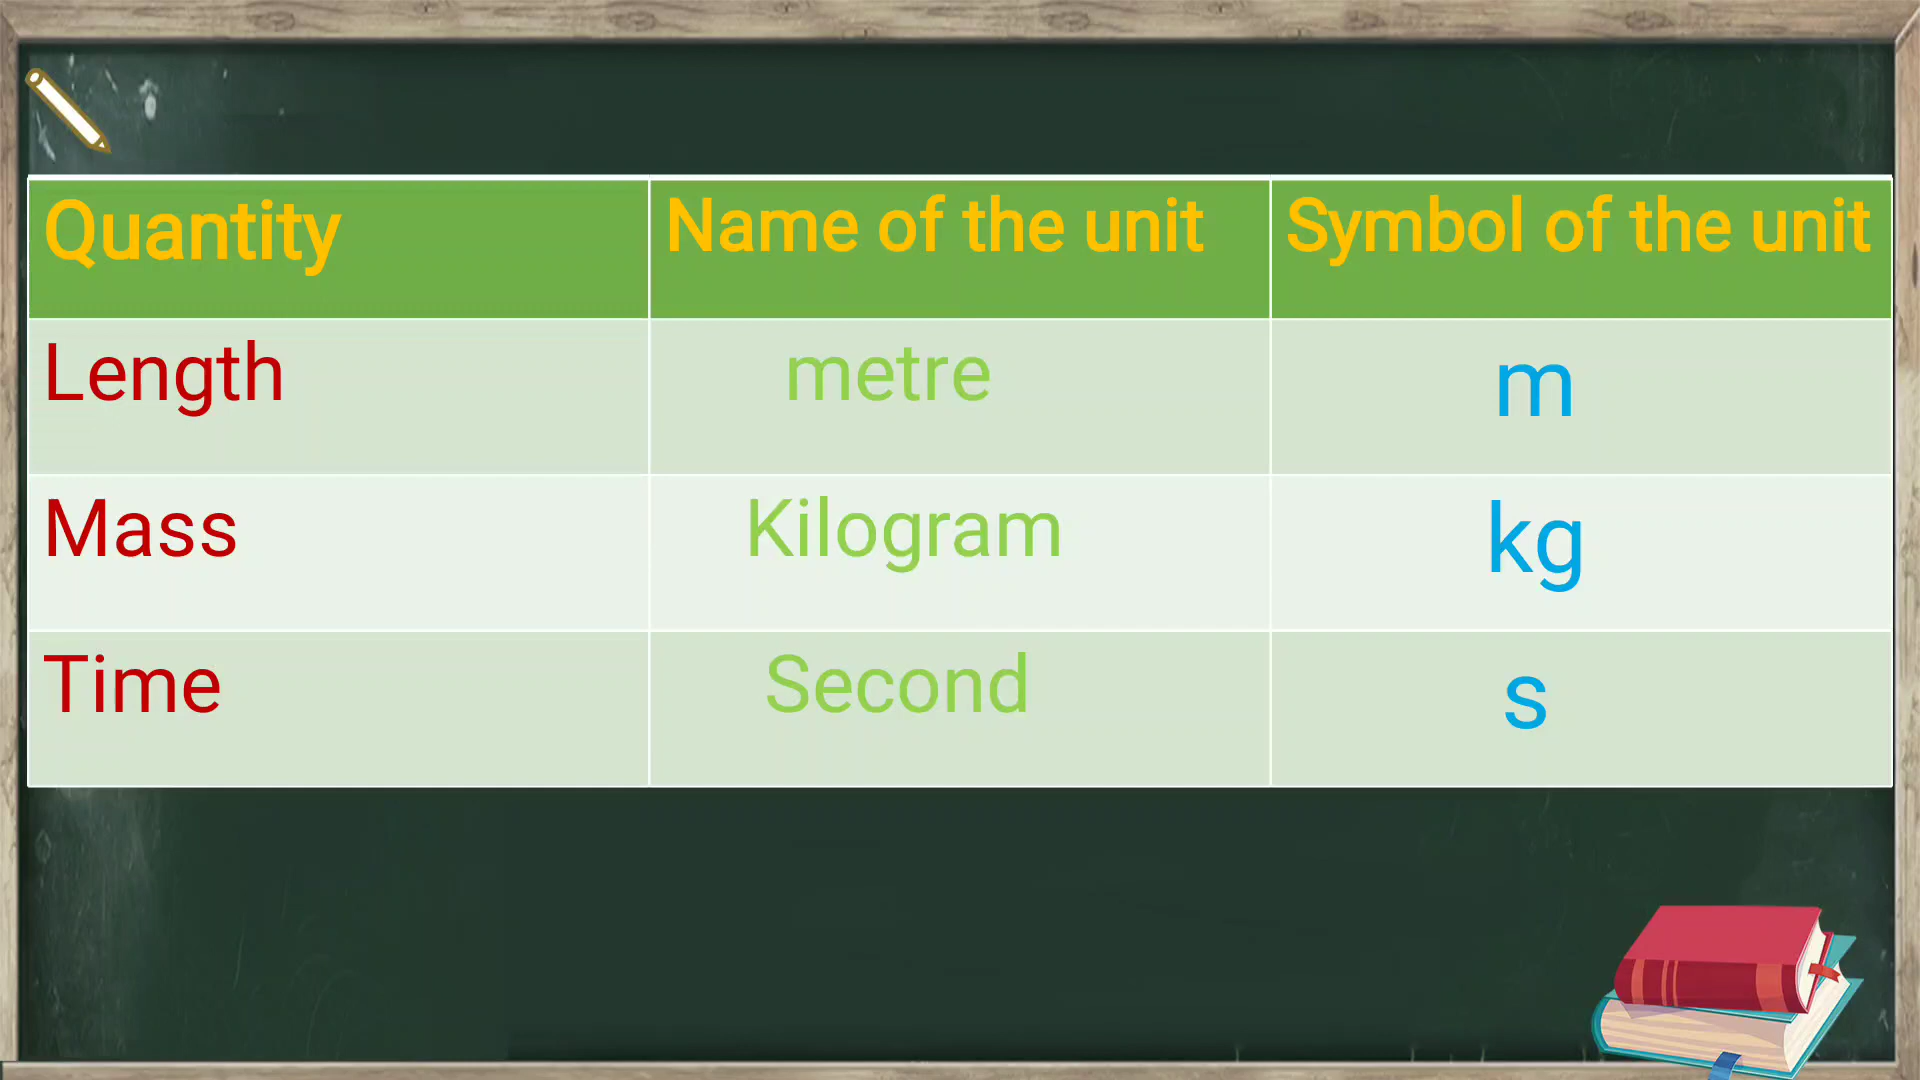 Quantity Name of the unit Symbol of the unit
Length metre m
Mass Kilogram kg
Time Second s